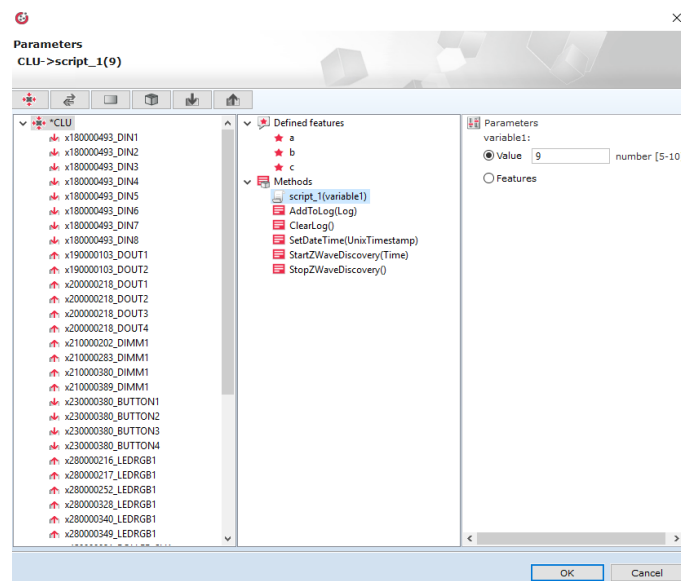 Parameters
CLU->script_1(9)
*CLU
x180000493_DIN1
x180000493_DIN2
x180000493_DIN3
x180000493_DIN4
x180000493_DIN5
x180000493_DIN6
x180000493_DIN7
x180000493_DIN8
x190000103_DOUT1
x190000103_DOUT2
x200000218_DOUT1
x200000218_DOUT2
x200000218_DOUT3
x200000218_DOUT4
x210000202_DIMM1
x210000283_DIMM1
x210000380_DIMM1
x210000389_DIMM1
x230000380_BUTTON1
x230000380_BUTTON2
x230000380_BUTTON3
x230000380_BUTTON4
x280000216_LEDRGB1
x280000217_LEDRGB1
x280000252_LEDRGB1
x280000328_LEDRGB1
x280000340_LEDRGB1
x280000349_LEDRGB1
Defined features
a
b
c
Methods
script_1(variable1)
AddToLog(Log)
ClearLog()
SetDateTime(UnixTimestamp)
StartZWaveDiscovery(Time)
StopZWaveDiscovery()
Parameters
variable1:
Value 9 number [5-10
Features
OK Cancel